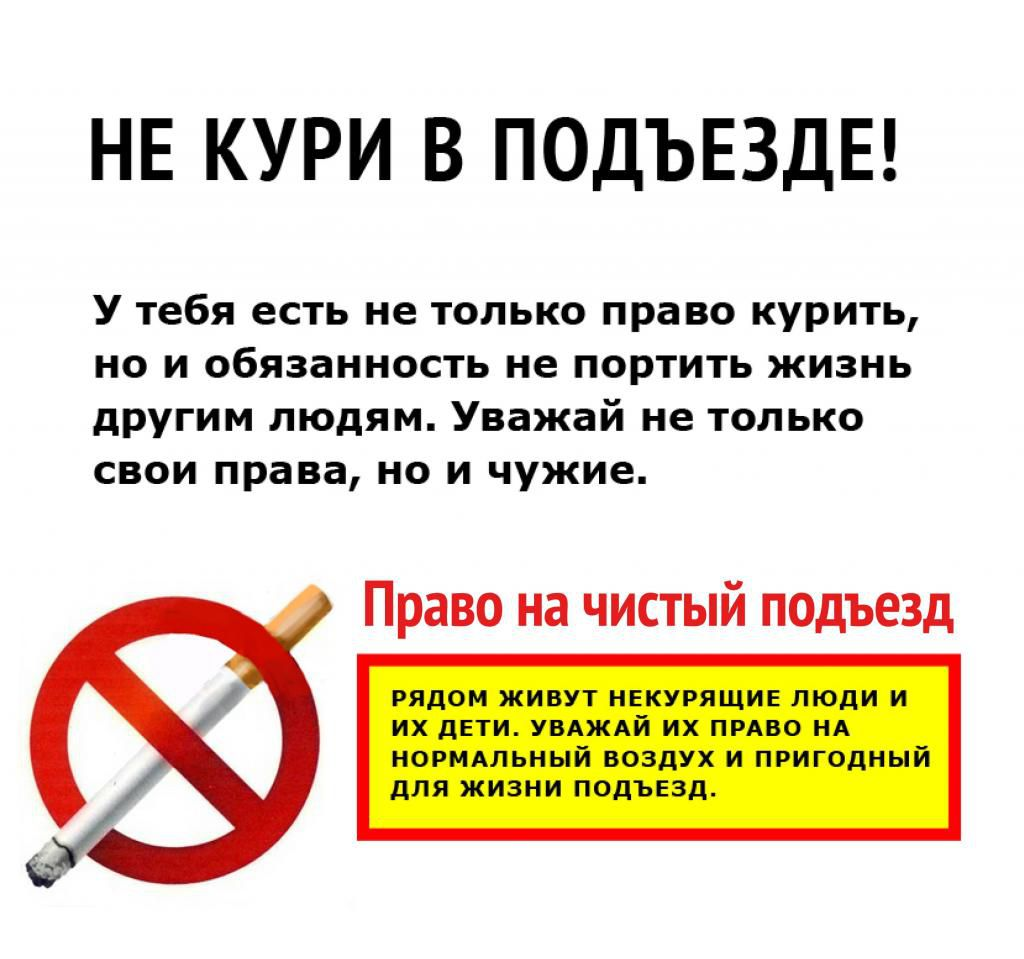 НЕ КУРИ В ПОДЪЕЗДЕ!
У тебя есть не только право курить,
но и обязанность не портить жизнь
другим людям. Уважай не только
свои права, но и чужие.
Право на чистый подъезд
РЯДОМ ЖИВУТ НЕКУРЯЩИЕ ЛЮДИ И
ИХ ДЕТИ. УВАЖАЙ ИХ ПРАВО НА
НОРМАЛЬНЫЙ ВОЗДУХ И ПРИГОДНЫЙ
ДЛЯ ЖИЗНИ ПОДЪЕЗД.